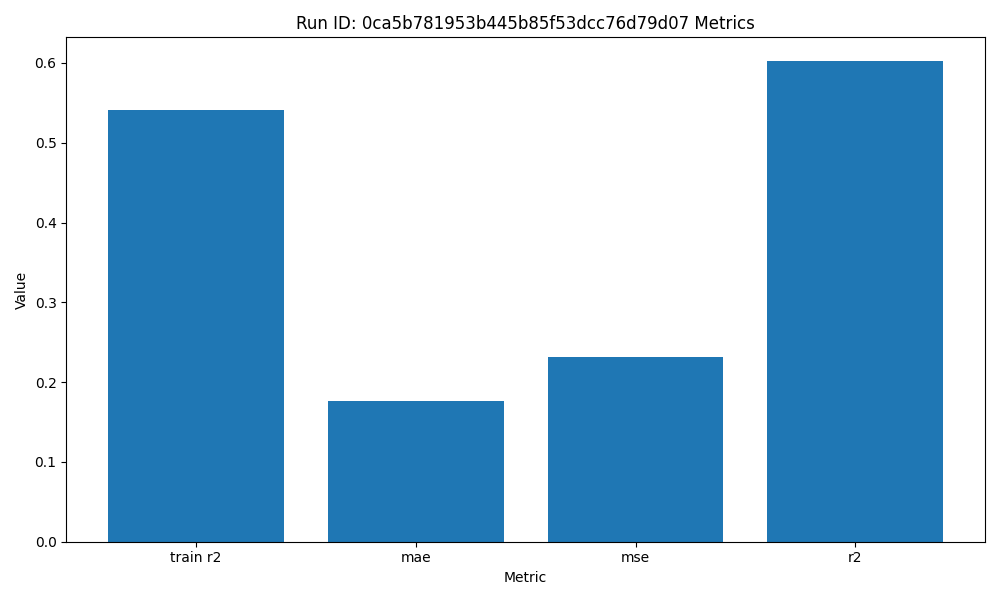 Run ID: 0ca5b781953b445b85f53dcc76d79d07 Metrics
0.6
0.5
0.4
0.3
0.2
0.1
0.0
Value
train r2
mae
mse
r2
Metric